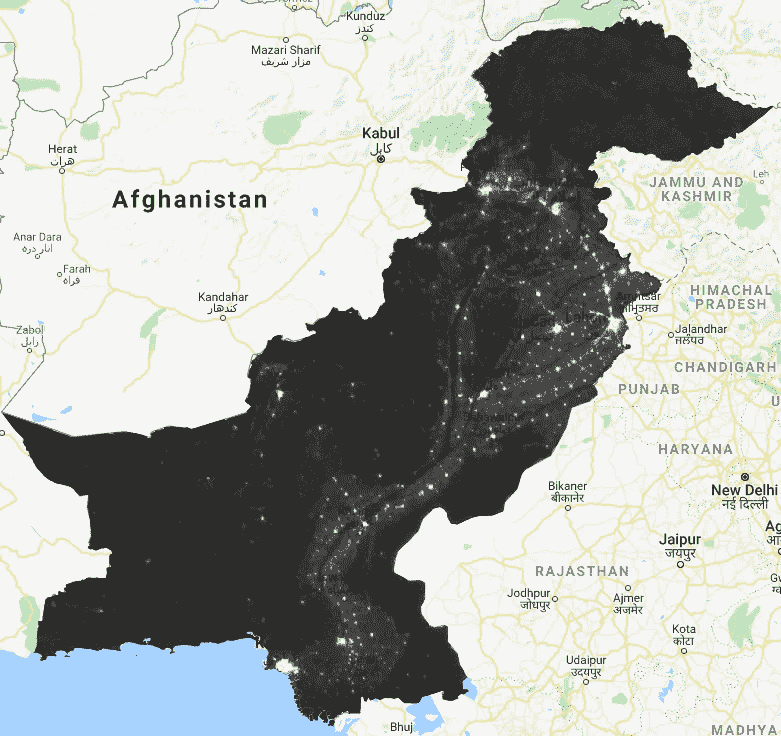 Kunduz
كندز
Mazari Sharif
مزار شریف
Kabul
کابل
Herat
هرات
Afghanistan
JAMMU AND
KASHMIR
Leh
Anar Dara
انار دره
Farah
فراه
Kandahar
کندهار
Zabol
زابل
Amritsar
ਅੰਮ੍ਰਿਤਸਰ
HIMACHAL
PRADESH
Lahore
Jalandhar
ਜਲੰਧਰ
CHANDIGARH
PUNJAB
HARYANA
Bikaner
बीकानेर
New Delhi
नई दिल्ली
Jaipur
जयपुर
RAJASTHAN
Jodhpur
जोधपुर
Ajmer
अजमेर
Kota
कोटा
Udaipur
उदयपुर
Bhuj
MADHYA